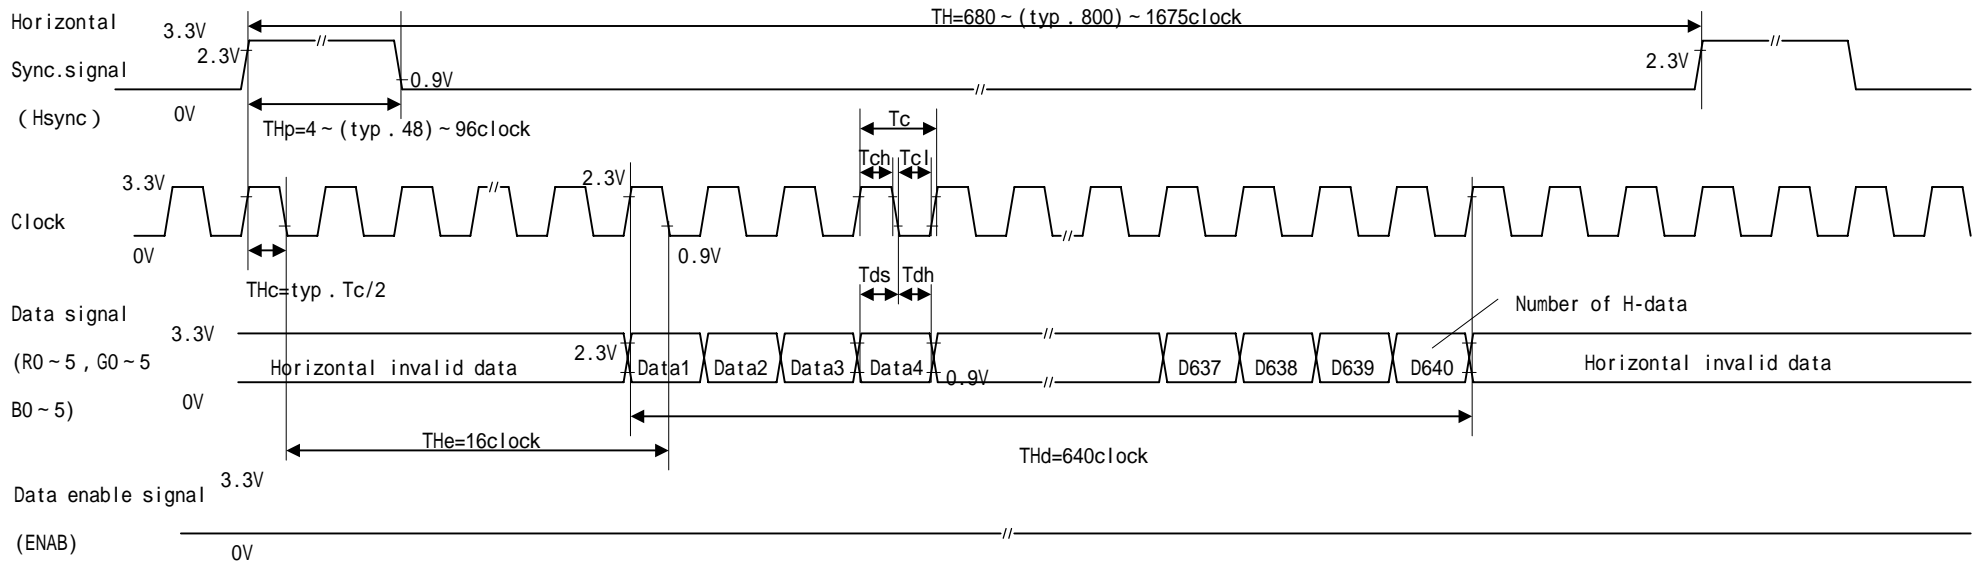 Horizontal
3.3V
TH=680～(typ．800)～1675clock
2.3V
2.3V
Sync.signal
0.9V
（Hsync）
0V
THp=4～(typ．48)～96clock
Tc
Tch
Tcl
3.3V
2.3V
Clock
0V
0.9V
Tds
Tdh
THc=typ．Tc/2
Number of H-data
Data signal
3.3V
2.3V
(R0～5，G0～5
Horizontal invalid data
Data1
Data2
Data3
Data4
0.9V
D637
D638
D639
D640
Horizontal invalid data
B0～5)
0V
THe=16clock
THd=640clock
3.3V
Data enable signal
(ENAB)
0V